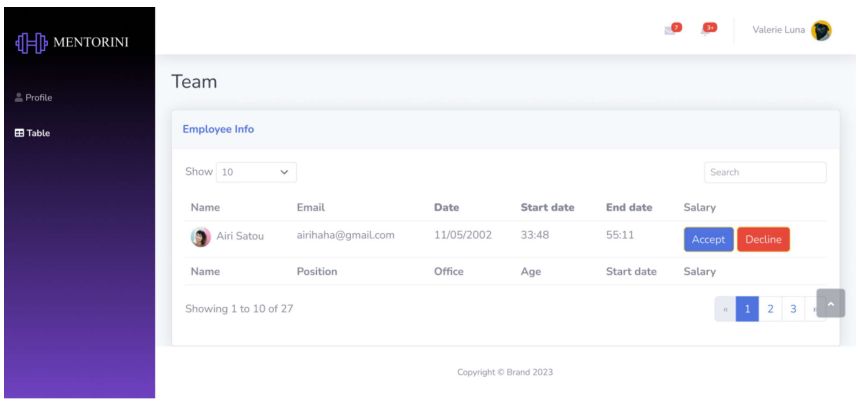 MENTORINI
7
3+
Valerie Luna
Profile
Table
Team
Employee Info
Show 10
Search
Name Email Date Start date End date Salary
Airi Satou airihaha@gmail.com 11/05/2002 33:48 55:11 Accept Decline
Name Position Office Age Start date Salary
Showing 1 to 10 of 27
« 1 2 3
Copyright © Brand 2023